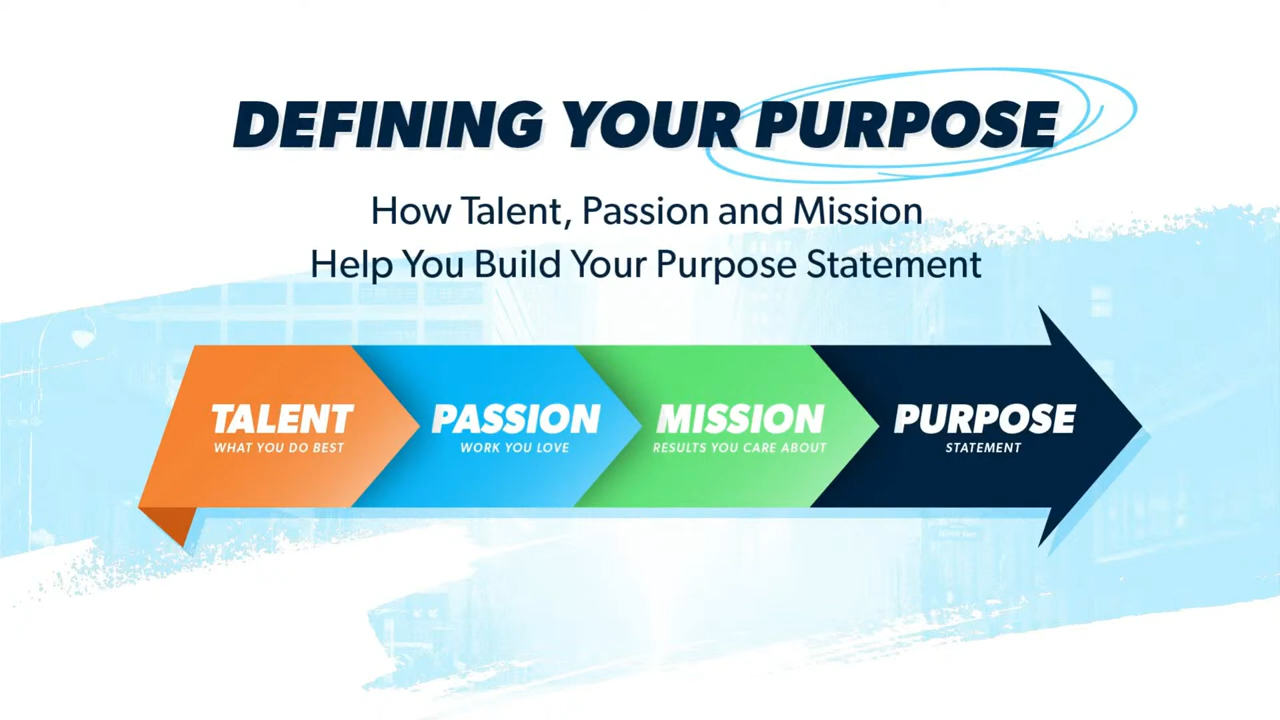 DEFINING YOUR PURPOSE
How Talent, Passion and Mission
Help You Build Your Purpose Statement
TALENT
WHAT YOU DO BEST
PASSION
WORK YOU LOVE
MISSION
RESULTS YOU CARE ABOUT
PURPOSE
STATEMENT